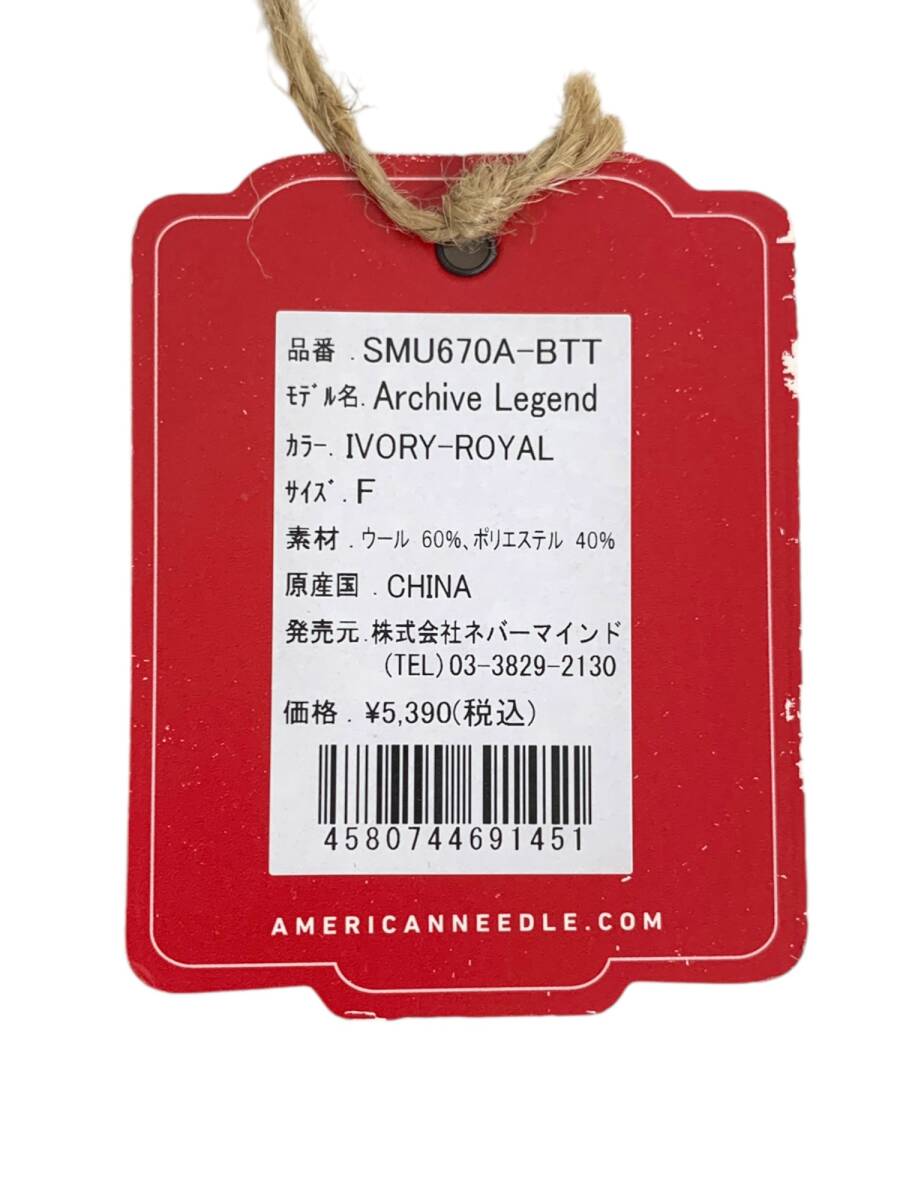 品番 . SMU670A-BTT
ﾓﾃﾞﾙ名. Archive Legend
ｶﾗｰ. IVORY-ROYAL
ｻｲｽﾞ. F
素材 . ウール 60%、ポリエステル 40%
原産国 . CHINA
発売元. 株式会社ネバーマインド
(TEL)03-3829-2130
価格 . ¥5,390(税込)
4580744691451
AMERICANNEEDLE.COM